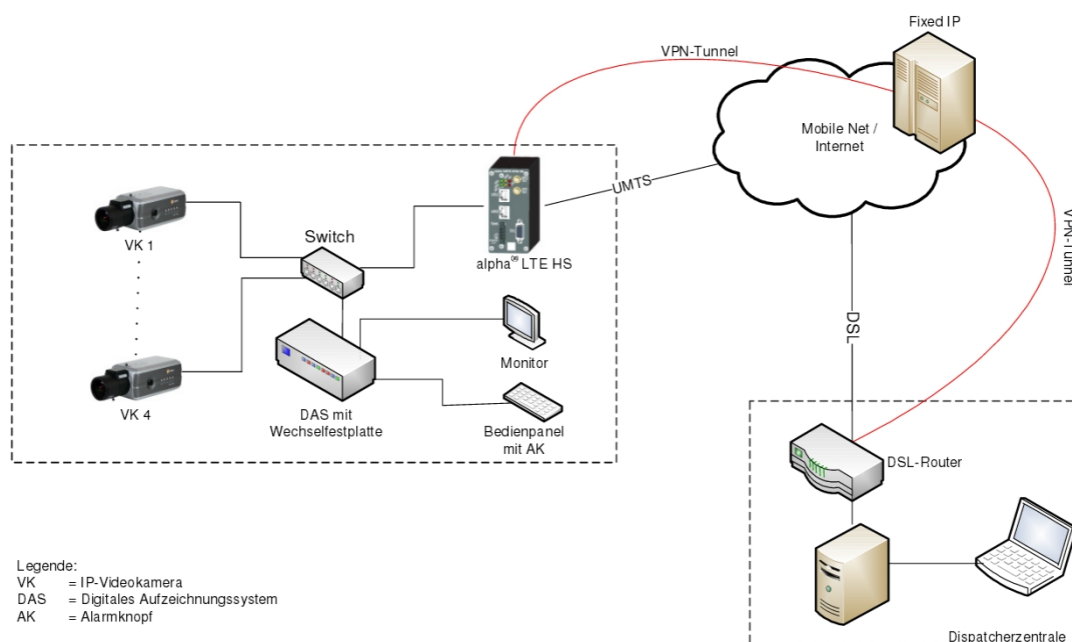 Fixed IP
VPN-Tunnel
Mobile Net /
Internet
UMTS
VPN-Tunnel
VK 1
Switch
alpha® LTE HS
DSL
Monitor
VK 4
DAS mit
Wechselfestplatte
Bedienpanel
mit AK
DSL-Router
Legende:
VK = IP-Videokamera
DAS = Digitales Aufzeichnungssystem
AK = Alarmknopf
Dispatcherzentrale